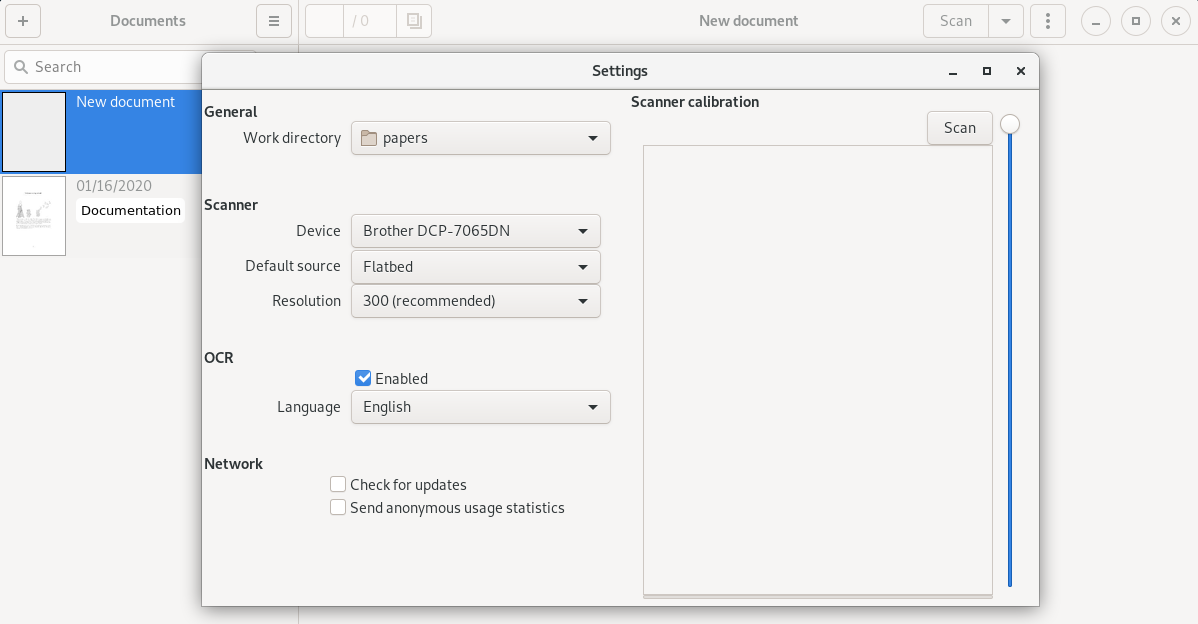 Documents
/ 0
New document
Scan
Search
New document
01/16/2020
Documentation
Settings
General
Work directory
papers
Scanner
Device
Brother DCP-7065DN
Default source
Flatbed
Resolution
300 (recommended)
OCR
Enabled
Language
English
Network
Check for updates
Send anonymous usage statistics
Scanner calibration
Scan